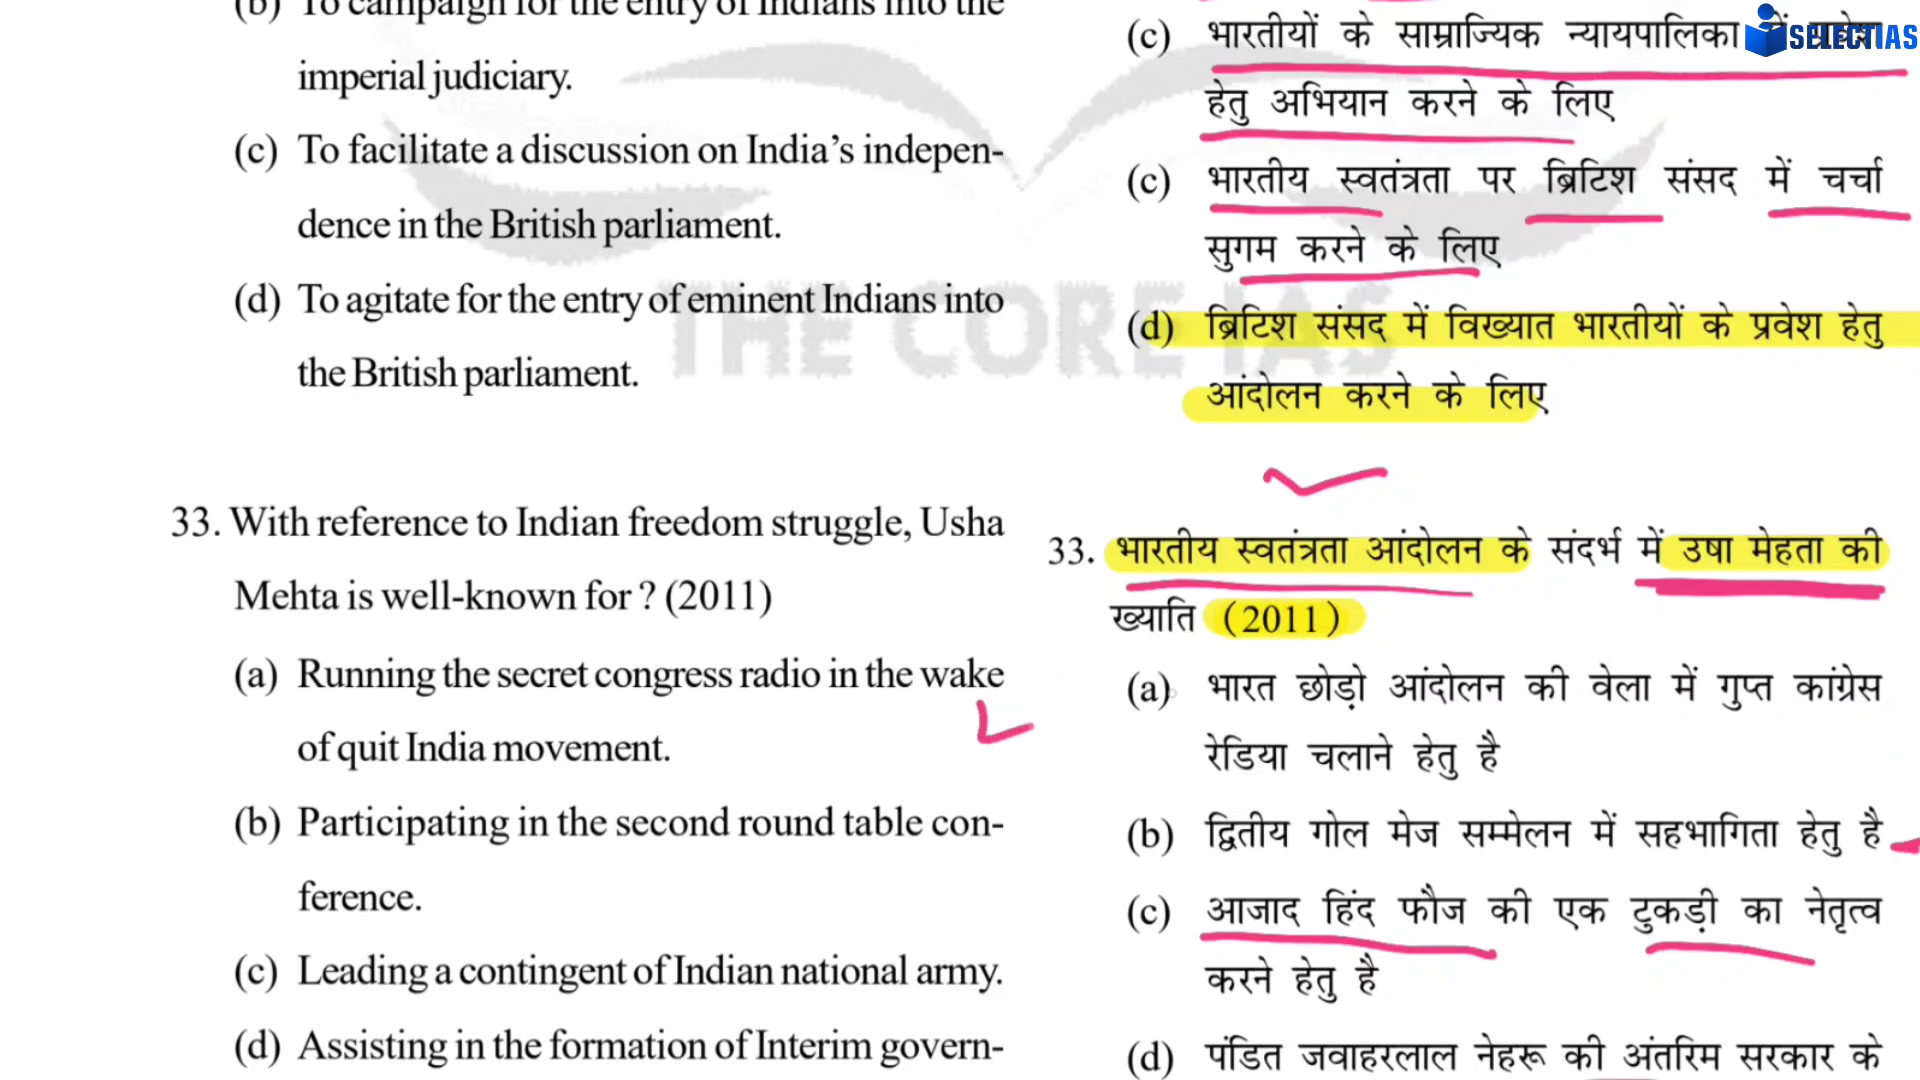 (b) To campaign for the entry of Indians into the
imperial judiciary.
(c) To facilitate a discussion on India’s indepen-
dence in the British parliament.
(d) To agitate for the entry of eminent Indians into
the British parliament.
33. With reference to Indian freedom struggle, Usha
Mehta is well-known for ? (2011)
(a) Running the secret congress radio in the wake
of quit India movement.
(b) Participating in the second round table con-
ference.
(c) Leading a contingent of Indian national army.
(d) Assisting in the formation of Interim govern-
(c) भारतीयों के साम्राज्यिक न्यायपालिका में प्रवेश
हेतु अभियान करने के लिए
(c) भारतीय स्वतंत्रता पर ब्रिटिश संसद में चर्चा
सुगम करने के लिए
(d) ब्रिटिश संसद में विख्यात भारतीयों के प्रवेश हेतु
आंदोलन करने के लिए
33. भारतीय स्वतंत्रता आंदोलन के संदर्भ में उषा मेहता की
ख्याति (2011)
(a) भारत छोड़ो आंदोलन की वेला में गुप्त कांग्रेस
रेडिया चलाने हेतु है
(b) द्वितीय गोल मेज सम्मेलन में सहभागिता हेतु है
(c) आजाद हिंद फौज की एक टुकड़ी का नेतृत्व
करने हेतु है
(d) पंडित जवाहरलाल नेहरू की अंतरिम सरकार के
SELECTIAS
THE CORE IAS